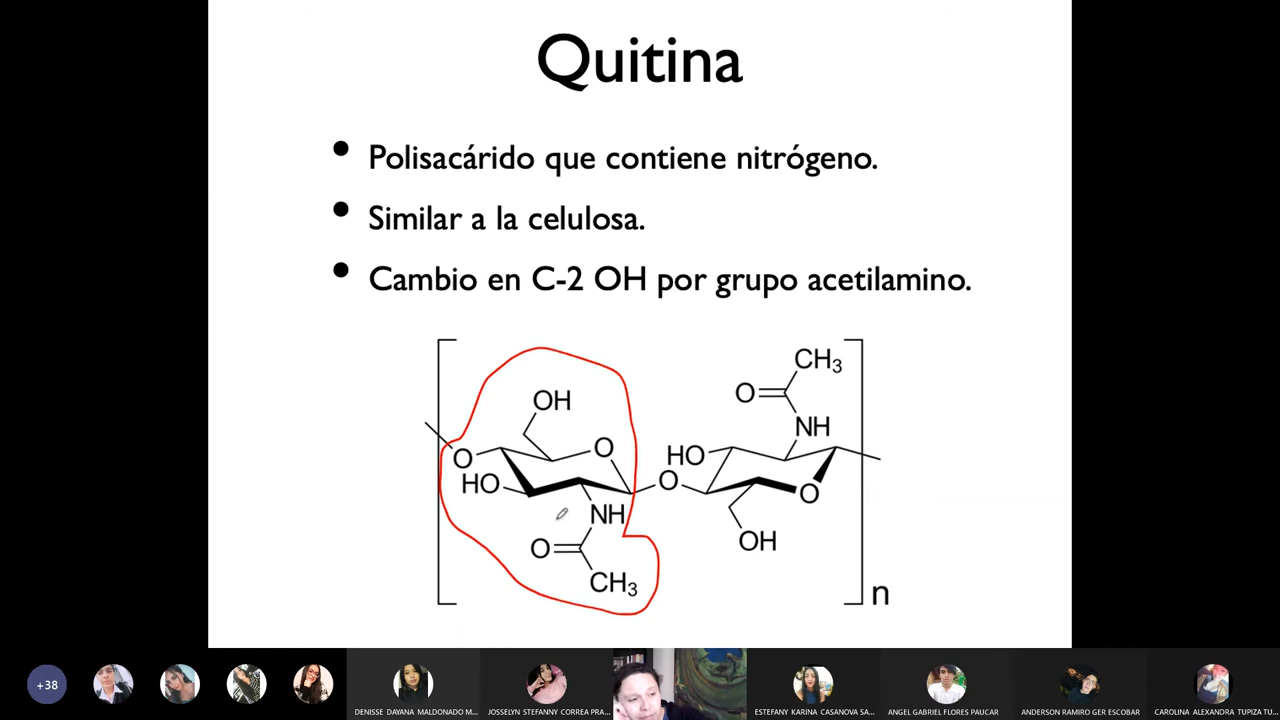 Quitina
• Polisacárido que contiene nitrógeno.
• Similar a la celulosa.
• Cambio en C-2 OH por grupo acetilamino.
CH3
O
OH
NH
O
HO
O
HO
O
O
NH
O
OH
CH3
n
+38
DENISSE DAYANA MALDONADO M...
JOSSELYN STEFANNY CORREA PRA...
ESTEFANY KARINA CASANOVA SA...
ANGEL GABRIEL FLORES PAUCAR
ANDERSON RAMIRO GER ESCOBAR
CAROLINA ALEXANDRA TUPIZA TU...